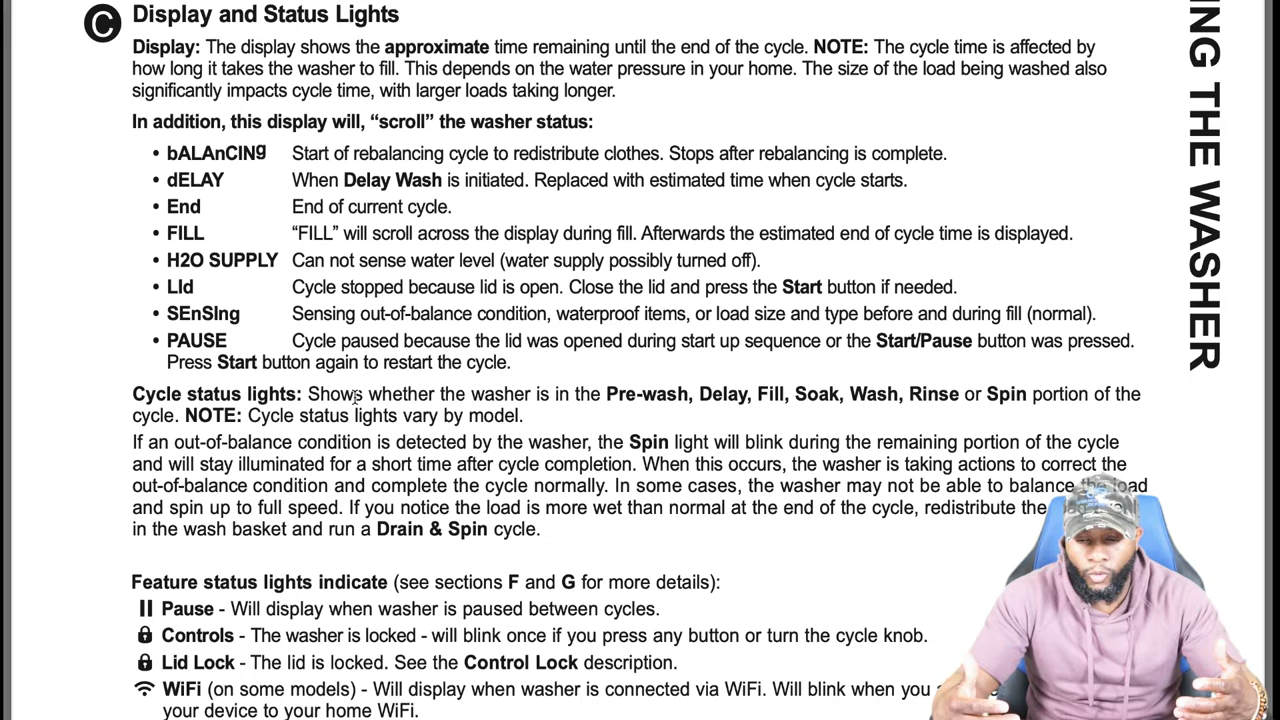 C Display and Status Lights
Display: The display shows the approximate time remaining until the end of the cycle. NOTE: The cycle time is affected by
how long it takes the washer to fill. This depends on the water pressure in your home. The size of the load being washed also
significantly impacts cycle time, with larger loads taking longer.
In addition, this display will, “scroll” the washer status:
• bALAnCINg Start of rebalancing cycle to redistribute clothes. Stops after rebalancing is complete.
• dELAY When Delay Wash is initiated. Replaced with estimated time when cycle starts.
• End End of current cycle.
• FILL “FILL” will scroll across the display during fill. Afterwards the estimated end of cycle time is displayed.
• H2O SUPPLY Can not sense water level (water supply possibly turned off).
• LId Cycle stopped because lid is open. Close the lid and press the Start button if needed.
• SEnSIng Sensing out-of-balance condition, waterproof items, or load size and type before and during fill (normal).
• PAUSE Cycle paused because the lid was opened during start up sequence or the Start/Pause button was pressed.
Press Start button again to restart the cycle.
Cycle status lights: Shows whether the washer is in the Pre-wash, Delay, Fill, Soak, Wash, Rinse or Spin portion of the
cycle. NOTE: Cycle status lights vary by model.
If an out-of-balance condition is detected by the washer, the Spin light will blink during the remaining portion of the cycle
and will stay illuminated for a short time after cycle completion. When this occurs, the washer is taking actions to correct the
out-of-balance condition and complete the cycle normally. In some cases, the washer may not be able to balance the load
and spin up to full speed. If you notice the load is more wet than normal at the end of the cycle, redistribute the
in the wash basket and run a Drain & Spin cycle.
Feature status lights indicate (see sections F and G for more details):
Pause - Will display when washer is paused between cycles.
Controls - The washer is locked - will blink once if you press any button or turn the cycle knob.
Lid Lock - The lid is locked. See the Control Lock description.
WiFi (on some models) - Will display when washer is connected via WiFi. Will blink when you
your device to your home WiFi.
ING THE WASHER